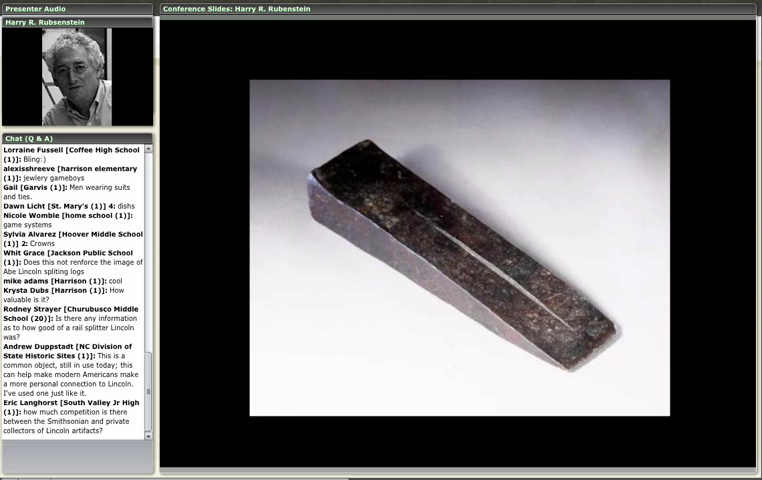 Presenter Audio
Harry R. Rubsenstein
Chat (Q & A)
Lorraine Fussell [Coffee High School
(1)]: Bling:)
alexisshreeve [harrison elementary
(1)]: jewlery gameboys
Gail [Garvis (1)]: Men wearing suits
and ties.
Dawn Licht [St. Mary's (1)] 4: dishs
Nicole Womble [home school (1)]:
game systems
Sylvia Alvarez [Hoover Middle School
(1)] 2: Crowns
Whit Grace [Jackson Public School
(1)]: Does this not renforce the image of
Abe Lincoln spliting logs
mike adams [Harrison (1)]: cool
Krysta Dubs [Harrison (1)]: How
valuable is it?
Rodney Strayer [Churubusco Middle
School (20)]: Is there any information
as to how good of a rail splitter Lincoln
was?
Andrew Duppstadt [NC Division of
State Historic Sites (1)]: This is a
common object, still in use today; this
can help make modern Americans make
a more personal connection to Lincoln.
I've used one just like it.
Eric Langhorst [South Valley Jr High
(1)]: how much competition is there
between the Smithsonian and private
collectors of Lincoln artifacts?
Conference Slides: Harry R. Rubenstein